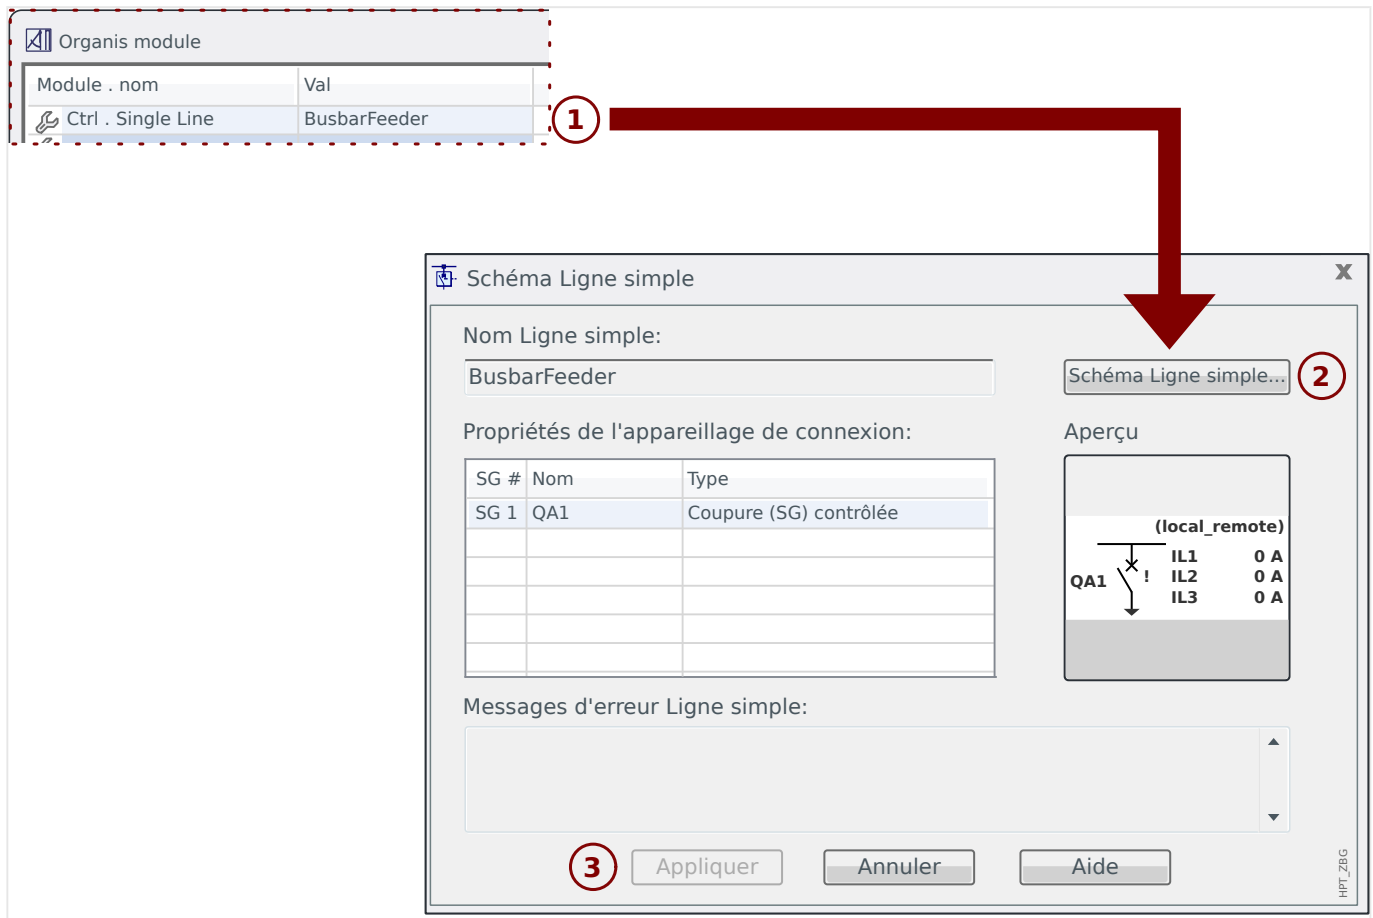 Organis module
Module . nom Val
Ctrl . Single Line BusbarFeeder
1
Schéma Ligne simple X
Nom Ligne simple:
BusbarFeeder
Schéma Ligne simple...
2
Propriétés de l'appareillage de connexion:
Aperçu
SG # Nom Type
SG 1 QA1 Coupure (SG) contrôlée
(local_remote)
IL1 0 A
QA1 ! IL2 0 A
IL3 0 A
Messages d'erreur Ligne simple:
3
Appliquer Annuler Aide
HPT_ZBG